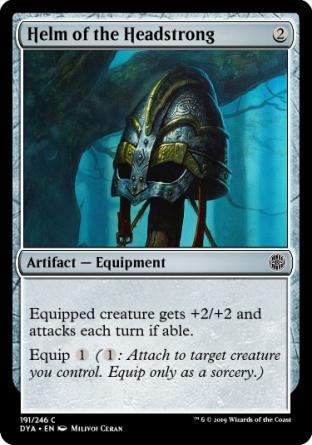 Helm of the Headstrong 2
Artifact — Equipment
Equipped creature gets +2/+2 and
attacks each turn if able.
Equip 1 (1: Attach to target creature
you control. Equip only as a sorcery.)
191/246 C
DYA • EN Milivoj Ceran
™ & © 2019 Wizards of the Coast